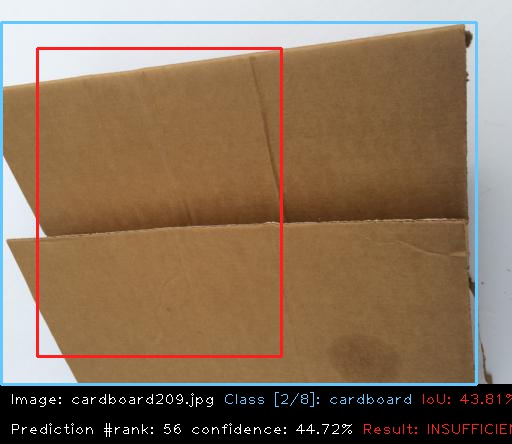 Image: cardboard209.jpg Class [2/8]: cardboard IoU: 43.81%
Prediction #rank: 56 confidence: 44.72% Result: INSUFFICIEN